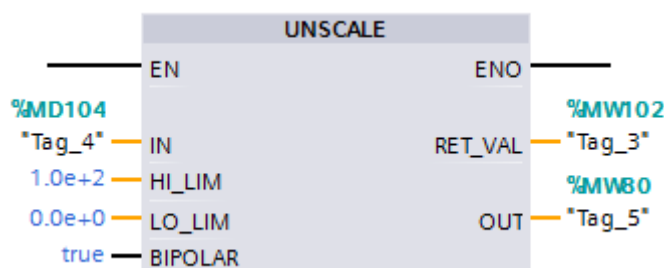 UNSCALE
EN ENO
%MD104 %MW102
"Tag_4" IN RET_VAL "Tag_3"
1.0e+2 HI_LIM %MW80
0.0e+0 LO_LIM OUT "Tag_5"
true BIPOLAR